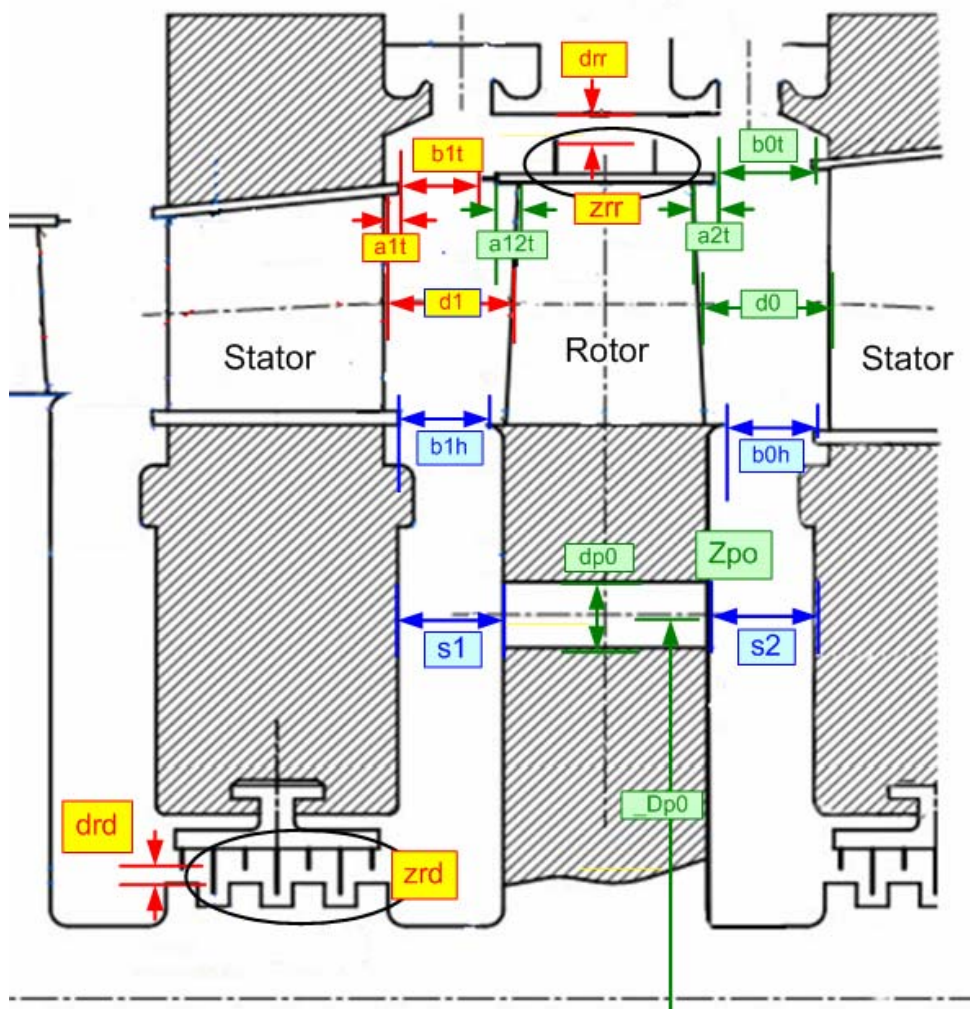 drr
b1t
b0t
zrr
a1t
a12t
a2t
d1
d0
Stator
Rotor
Stator
b1h
b0h
dp0
Zpo
s1
s2
_Dp0
drd
zrd